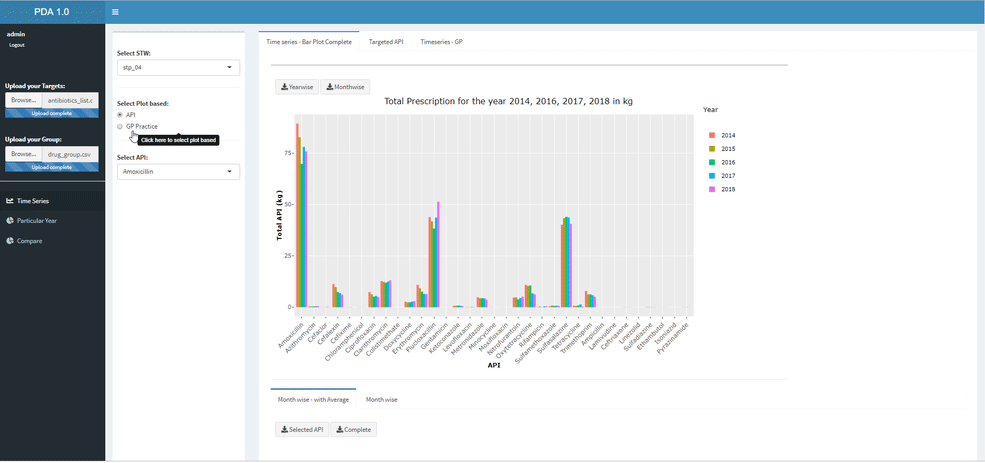 PDA 1.0
admin
Logout
Upload your Targets:
Browse... antibiotics_list.c
Upload complete
Upload your Group:
Browse... drug_group.csv
Upload complete
Time Series
Particular Year
Compare
Select STW:
stp_04
Select Plot based:
API
GP Practice
Click here to select plot based
Select API:
Amoxicillin
Time series - Bar Plot Complete Targeted API Timeseries - GP
Yearwise Monthwise
Total Prescription for the year 2014, 2016, 2017, 2018 in kg
Year
2014
2015
2016
2017
2018
Total API (kg)
75
50
25
0
Amoxicillin
Azithromycin
Cefaclor
Cefalexin
Cefixime
Chloramphenicol
Ciprofloxacin
Clarithromycin
Colistimethate
Doxycycline
Erythromycin
Flucloxacillin
Gentamicin
Ketoconazole
Levofloxacin
Metronidazole
Minocycline
Moxifloxacin
Nitrofurantoin
Oxytetracycline
Rifampicin
Sulfamethoxazole
Sulfasalazine
Tetracycline
Trimethoprim
Ampicillin
Lamivudine
Ceftriaxone
Linezolid
Sulfadiazine
Ethambutol
Isoniazid
Pyrazinamide
API
Month wise - with Average Month wise
Selected API Complete